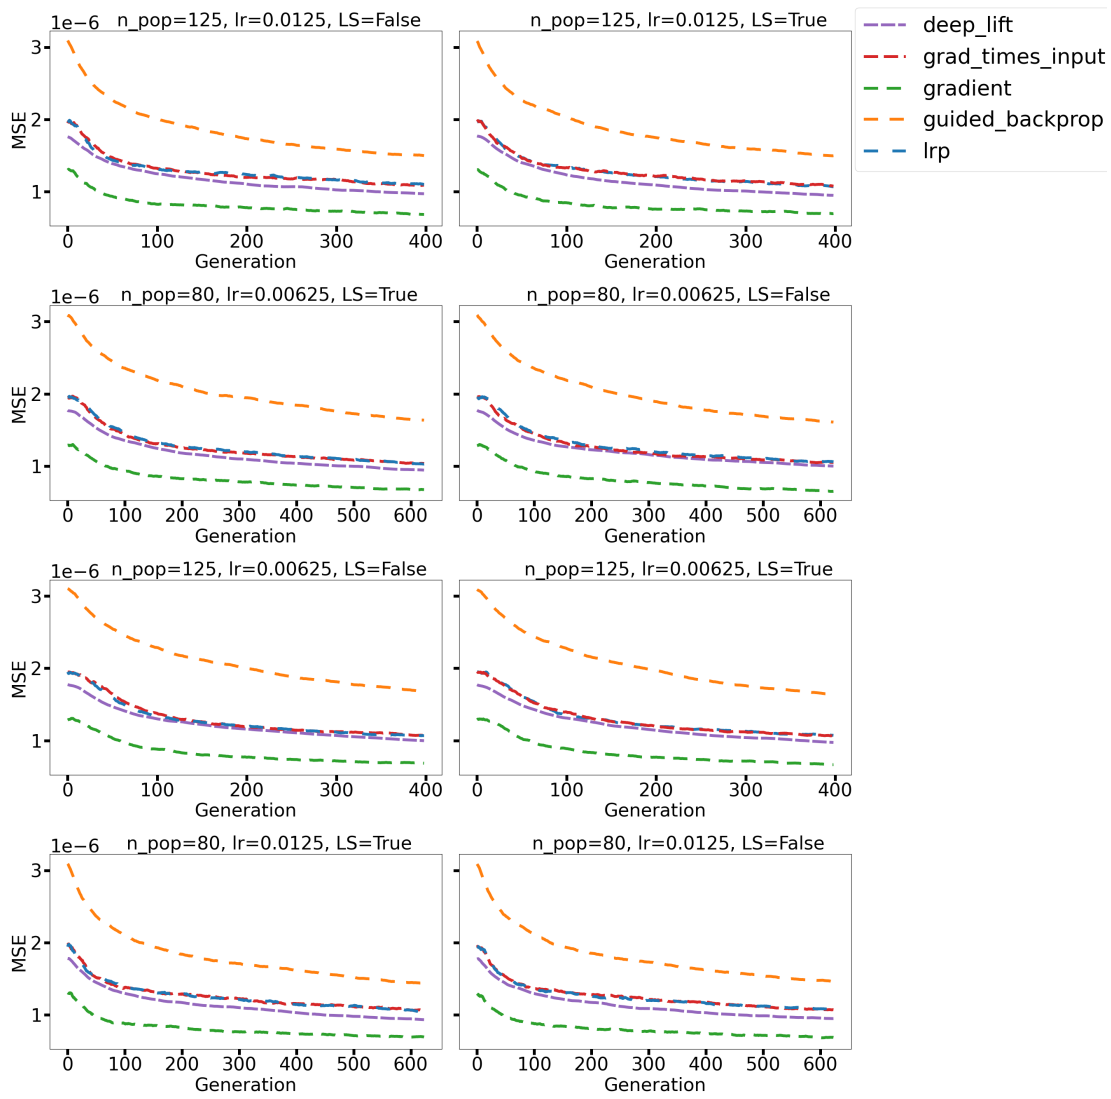 1e−6 n_pop=125, lr=0.0125, LS=False
n_pop=125, lr=0.0125, LS=True
MSE
3
2
1
0 100 200 300 400
0 100 200 300 400
Generation
Generation
deep_lift
grad_times_input
gradient
guided_backprop
lrp
1e−6 n_pop=80, lr=0.00625, LS=True
n_pop=80, lr=0.00625, LS=False
MSE
3
2
1
0 100 200 300 400 500 600
0 100 200 300 400 500 600
Generation
Generation
1e−6 n_pop=125, lr=0.00625, LS=False
n_pop=125, lr=0.00625, LS=True
MSE
3
2
1
0 100 200 300 400
0 100 200 300 400
Generation
Generation
1e−6 n_pop=80, lr=0.0125, LS=True
n_pop=80, lr=0.0125, LS=False
MSE
3
2
1
0 100 200 300 400 500 600
0 100 200 300 400 500 600
Generation
Generation